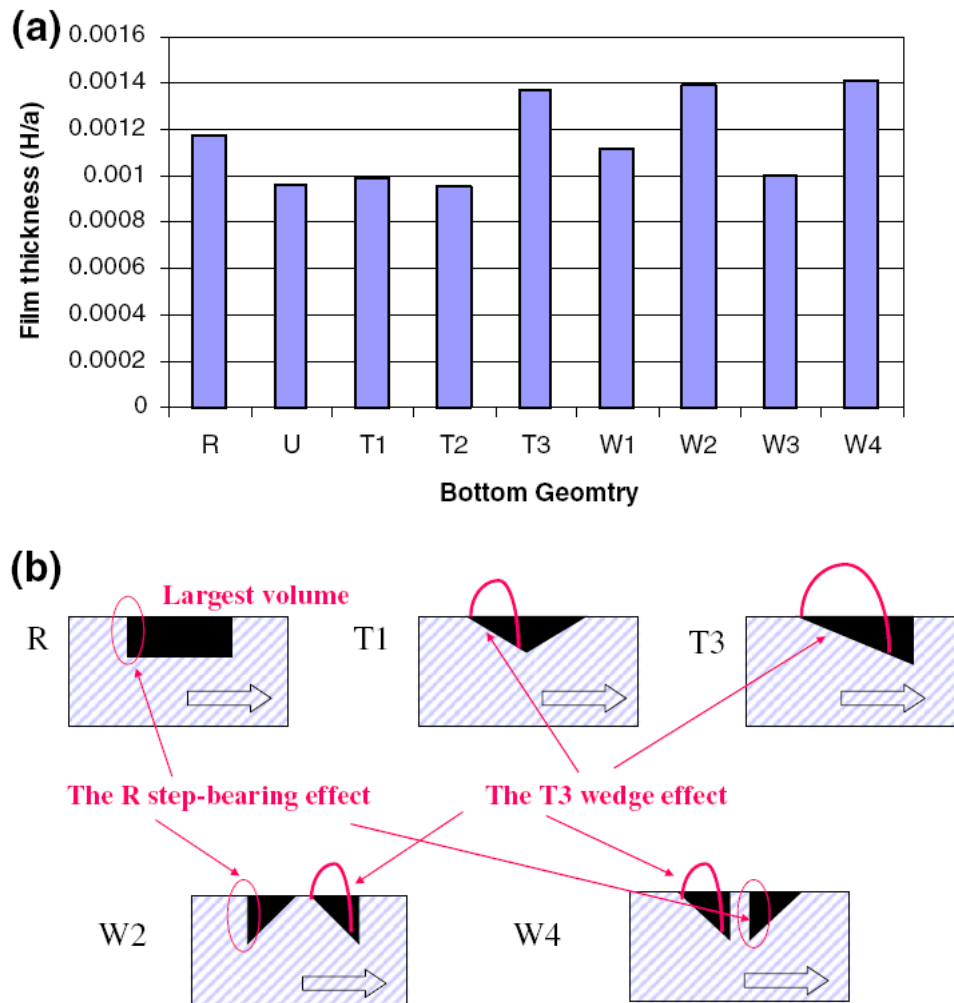 (a)
0.0016
0.0014
0.0012
0.001
0.0008
0.0006
0.0004
0.0002
0
Film thickness (H/a)
R U T1 T2 T3 W1 W2 W3 W4
Bottom Geomtry
(b)
Largest volume
R T1 T3
The R step-bearing effect The T3 wedge effect
W2 W4